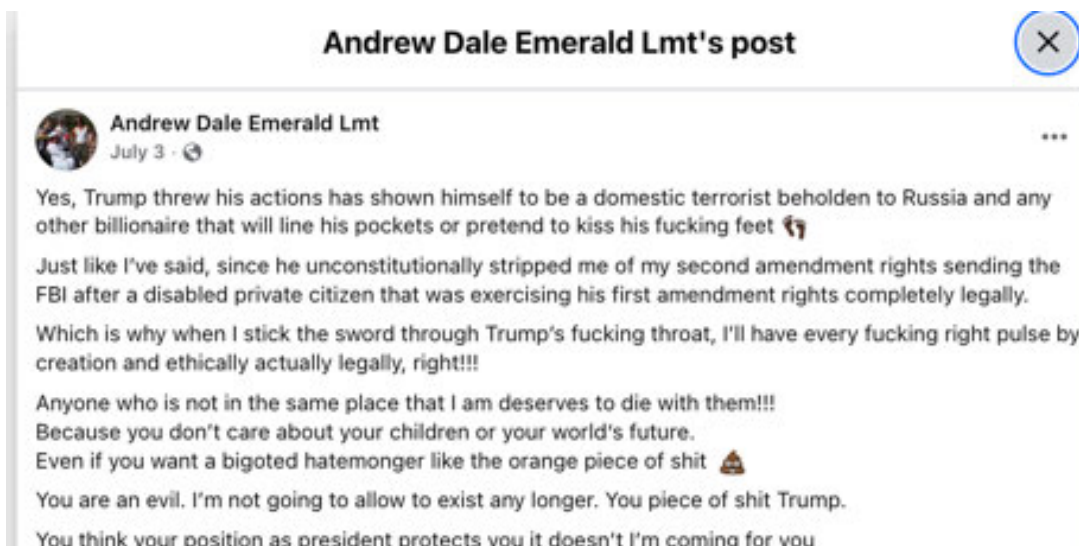 Andrew Dale Emerald Lmt's post
Andrew Dale Emerald Lmt
July 3 ·
Yes, Trump threw his actions has shown himself to be a domestic terrorist beholden to Russia and any
other billionaire that will line his pockets or pretend to kiss his fucking feet 👣
Just like I've said, since he unconstitutionally stripped me of my second amendment rights sending the
FBI after a disabled private citizen that was exercising his first amendment rights completely legally.
Which is why when I stick the sword through Trump's fucking throat, I'll have every fucking right pulse by
creation and ethically actually legally, right!!!
Anyone who is not in the same place that I am deserves to die with them!!!
Because you don't care about your children or your world's future.
Even if you want a bigoted hatemonger like the orange piece of shit 💩
You are an evil. I'm not going to allow to exist any longer. You piece of shit Trump.
You think your position as president protects you it doesn't I'm coming for you